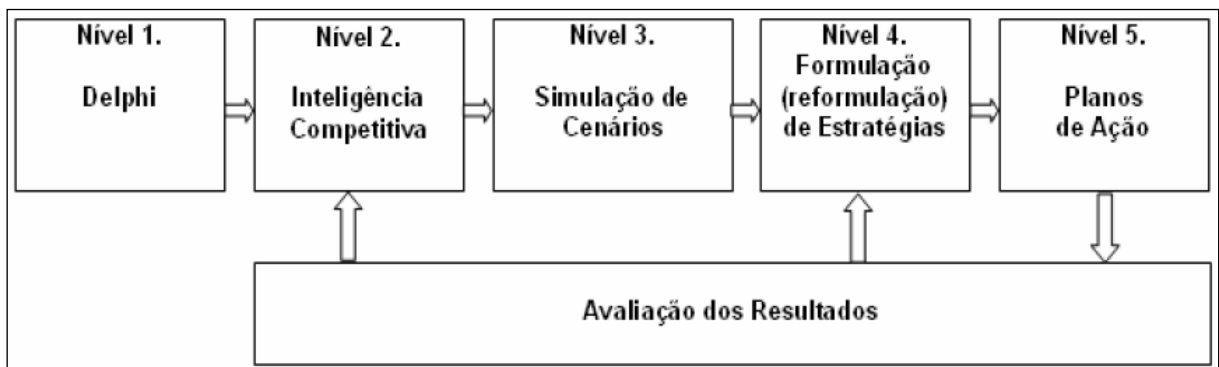 Nível 1.
Delphi
Nível 2.
Inteligência
Competitiva
Nível 3.
Simulação de
Cenários
Nível 4.
Formulação
(reformulação)
de Estratégias
Nível 5.
Planos
de Ação
Avaliação dos Resultados